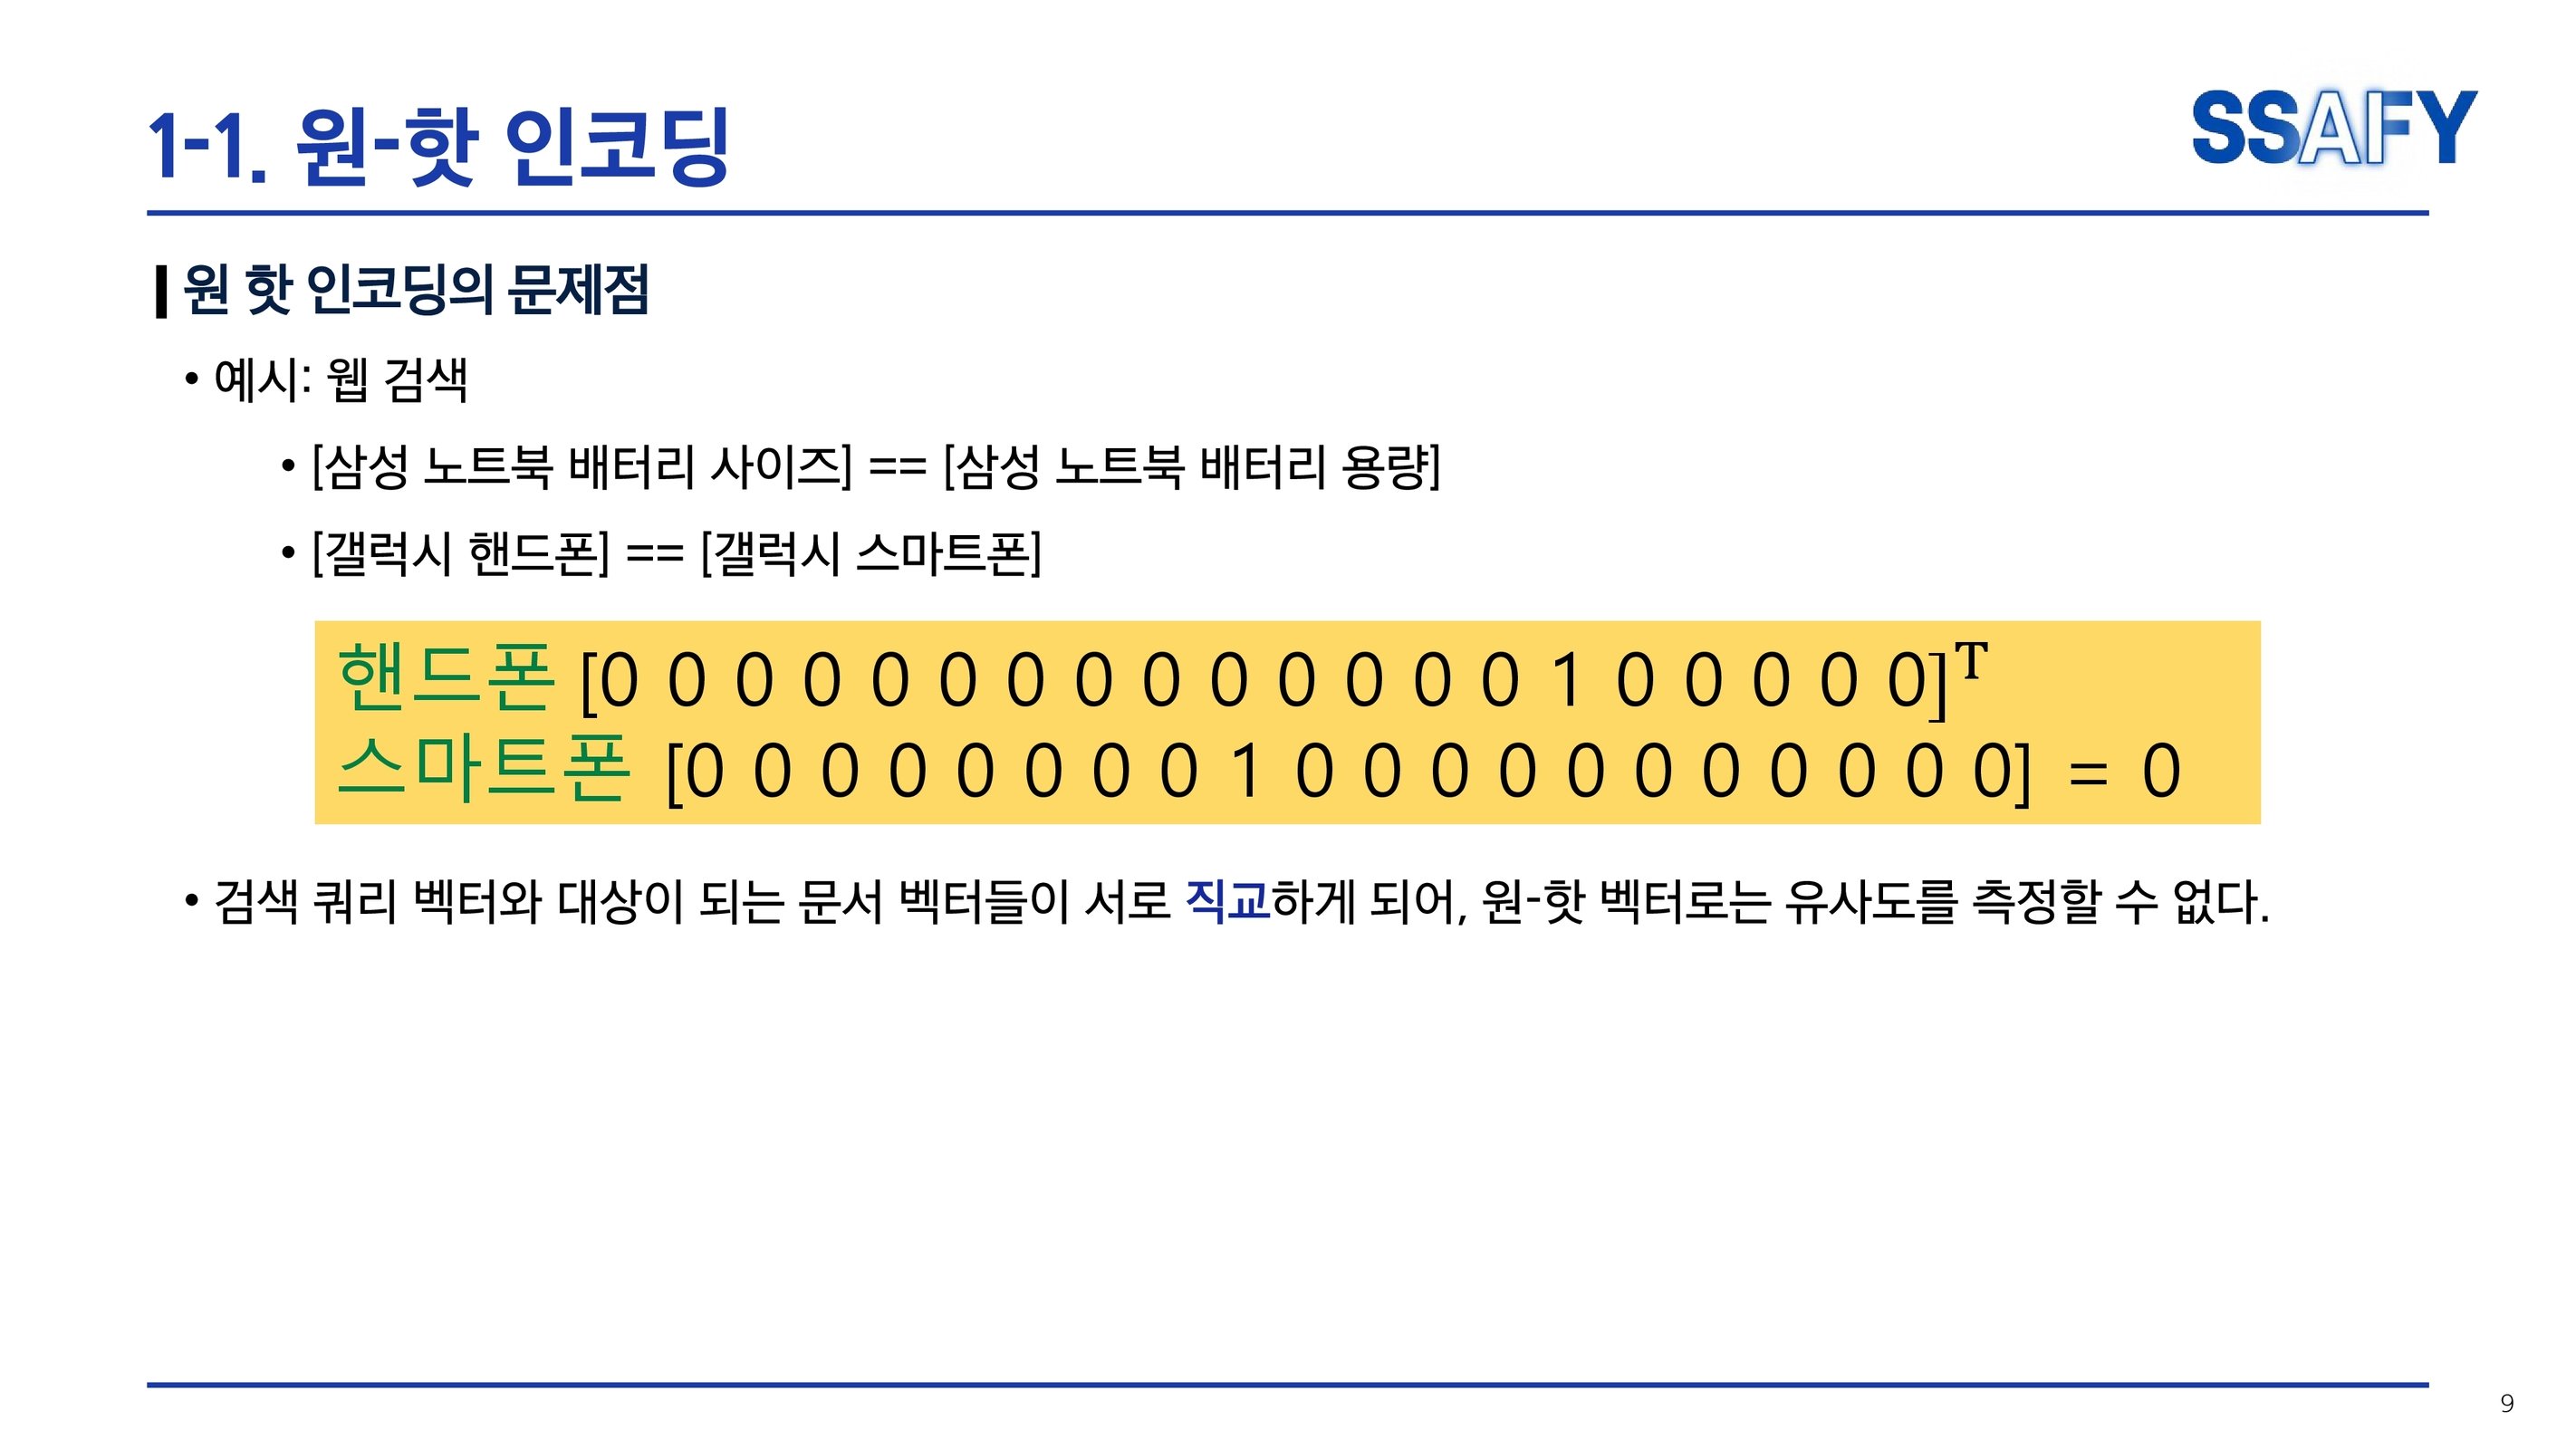 1-1. 원-핫 인코딩
SSAFY
원 핫 인코딩의 문제점
• 예시: 웹 검색
• [삼성 노트북 배터리 사이즈] == [삼성 노트북 배터리 용량]
• [갤럭시 핸드폰] == [갤럭시 스마트폰]
핸드폰 [0 0 0 0 0 0 0 0 0 0 0 0 0 0 1 0 0 0 0 0]ᵀ
스마트폰 [0 0 0 0 0 0 0 0 1 0 0 0 0 0 0 0 0 0 0 0] = 0
• 검색 쿼리 벡터와 대상이 되는 문서 벡터들이 서로 직교하게 되어, 원-핫 벡터로는 유사도를 측정할 수 없다.
9